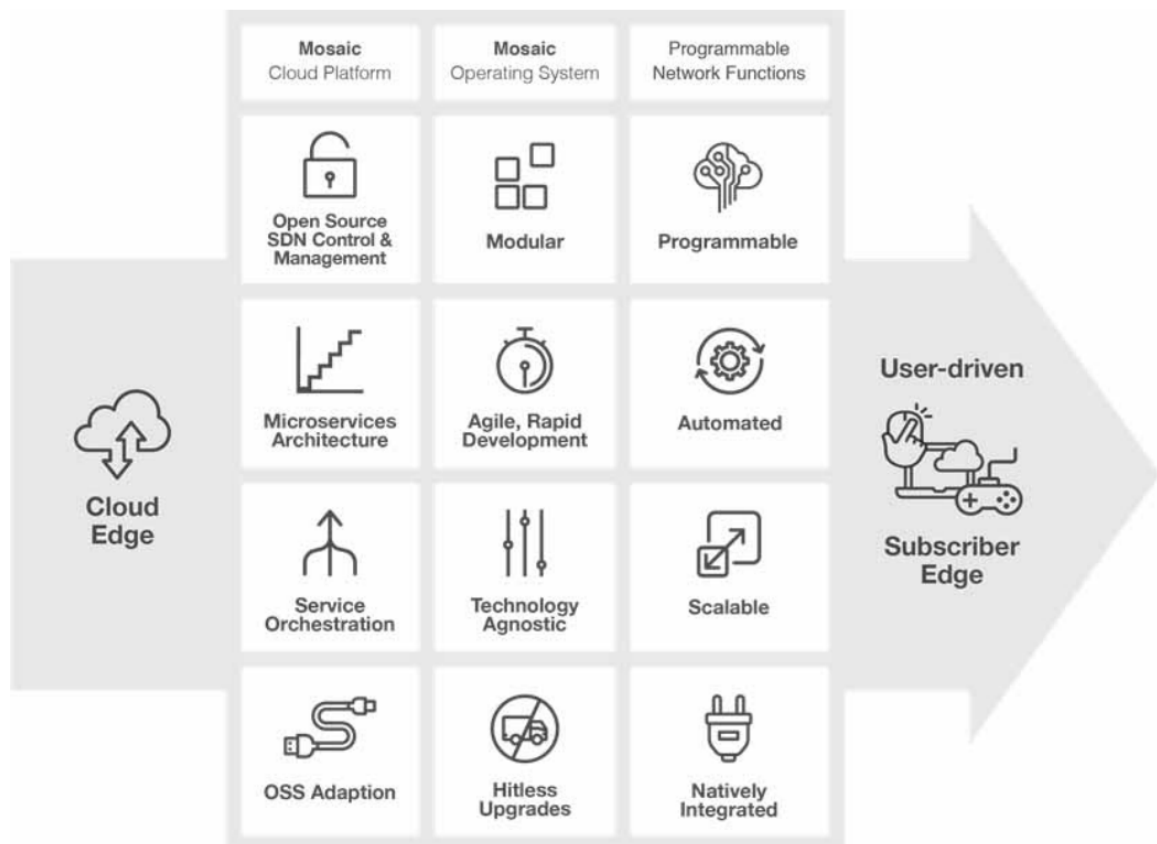 Mosaic
Cloud Platform
Mosaic
Operating System
Programmable
Network Functions
Open Source
SDN Control &
Management
Modular
Programmable
Microservices
Architecture
Agile, Rapid
Development
Automated
Service
Orchestration
Technology
Agnostic
Scalable
OSS Adaption
Hitless
Upgrades
Natively
Integrated
Cloud
Edge
User-driven
Subscriber
Edge